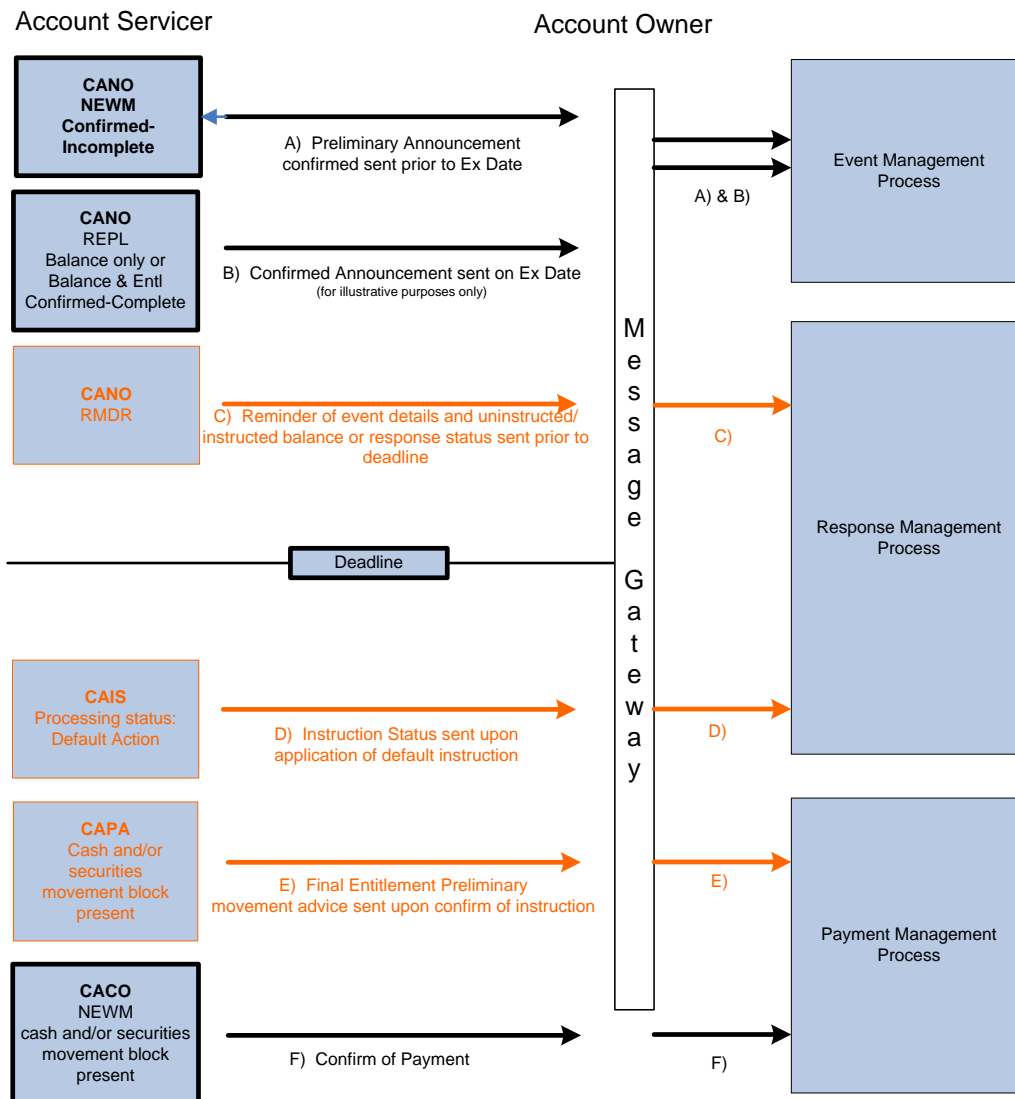 Account Servicer
Account Owner
CANO
NEWM
Confirmed-
Incomplete
A) Preliminary Announcement
confirmed sent prior to Ex Date
A) & B)
Event Management
Process
CANO
REPL
Balance only or
Balance & Entl
Confirmed-Complete
B) Confirmed Announcement sent on Ex Date
(for illustrative purposes only)
Message Gateway
CANO
RMDR
C) Reminder of event details and uninstructed/
instructed balance or response status sent prior to
deadline
C)
Response Management
Process
Deadline
CAIS
Processing status:
Default Action
D) Instruction Status sent upon
application of default instruction
D)
CAPA
Cash and/or
securities
movement block
present
E) Final Entitlement Preliminary
movement advice sent upon confirm of instruction
E)
Payment Management
Process
CACO
NEWM
cash and/or securities
movement block
present
F) Confirm of Payment
F)